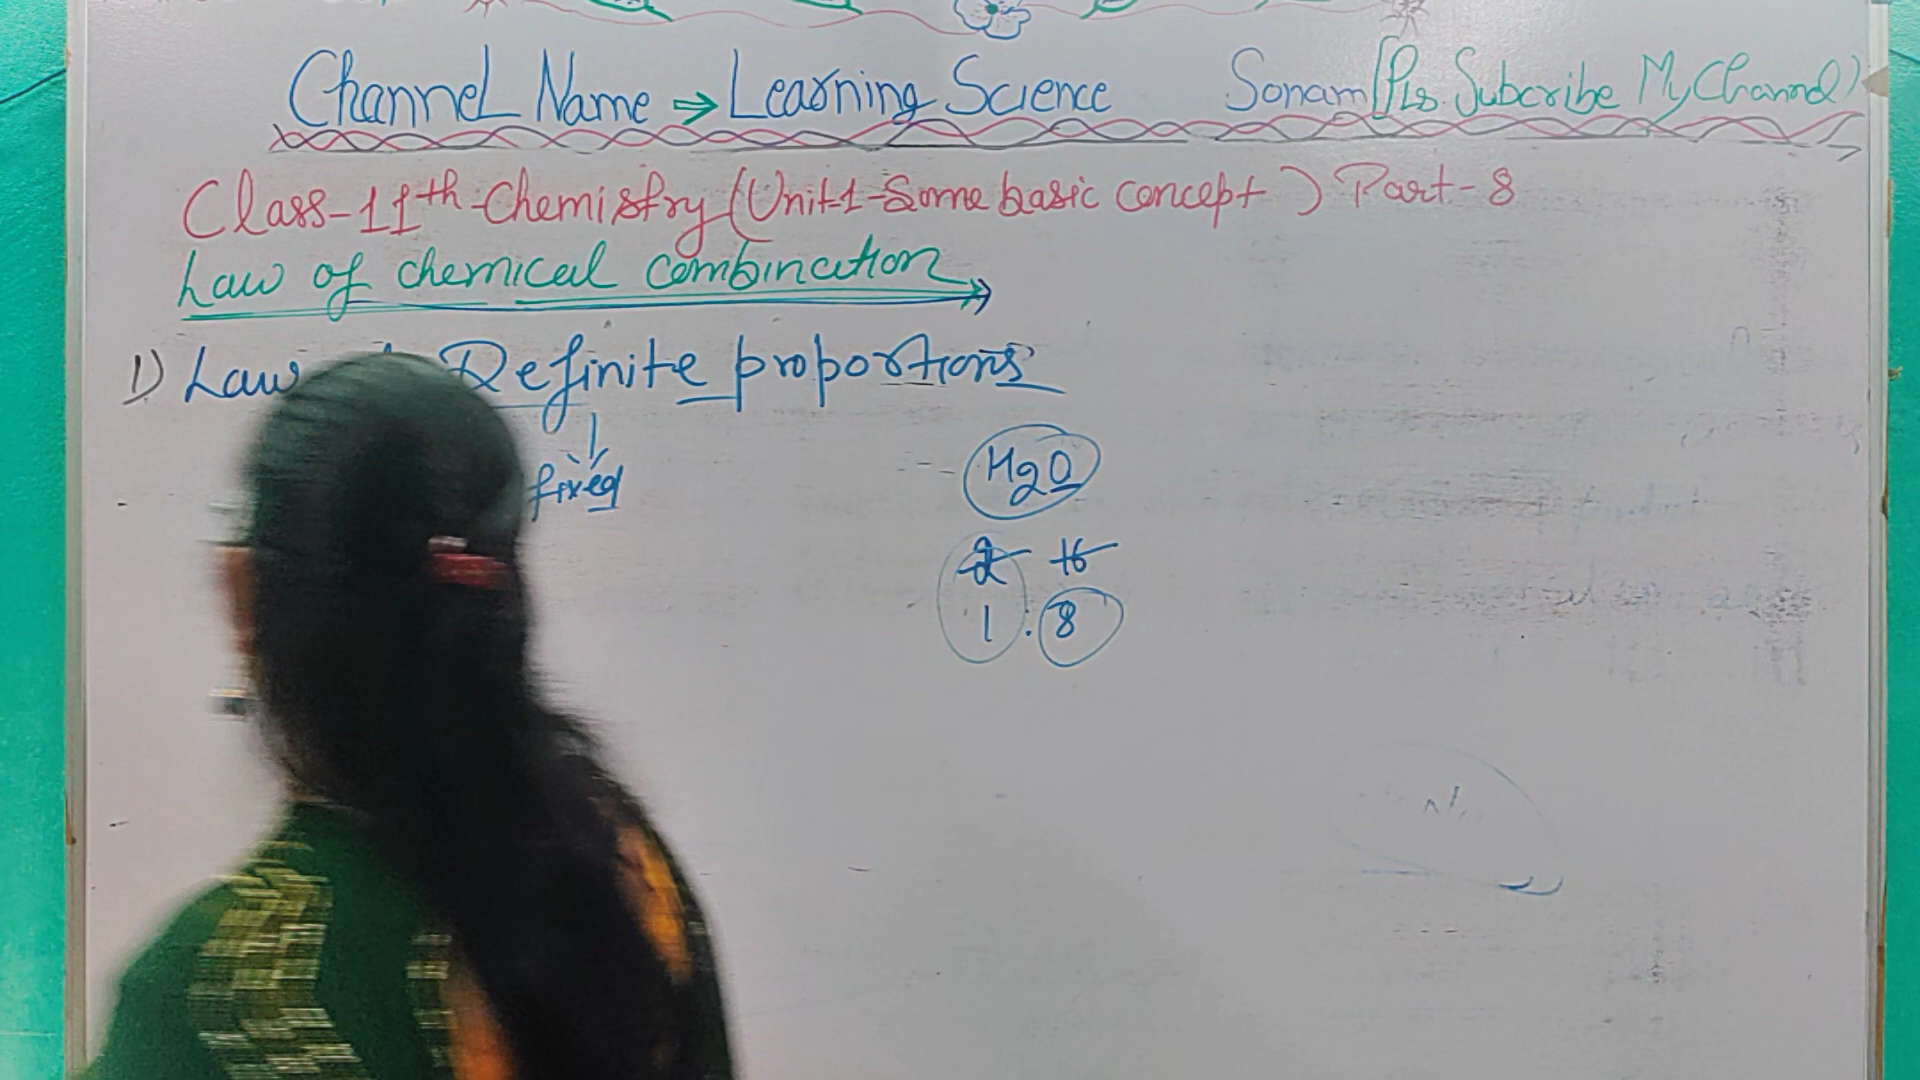 Channel Name ⇒ Learning Science Sonam (Pls. Subcribe My Channel)
Class-11th Chemistry (Unit-1-Some basic concept) Part-8
Law of chemical combination
1) Law Definite proportions
fixed
H2O
2 16
1 : 8